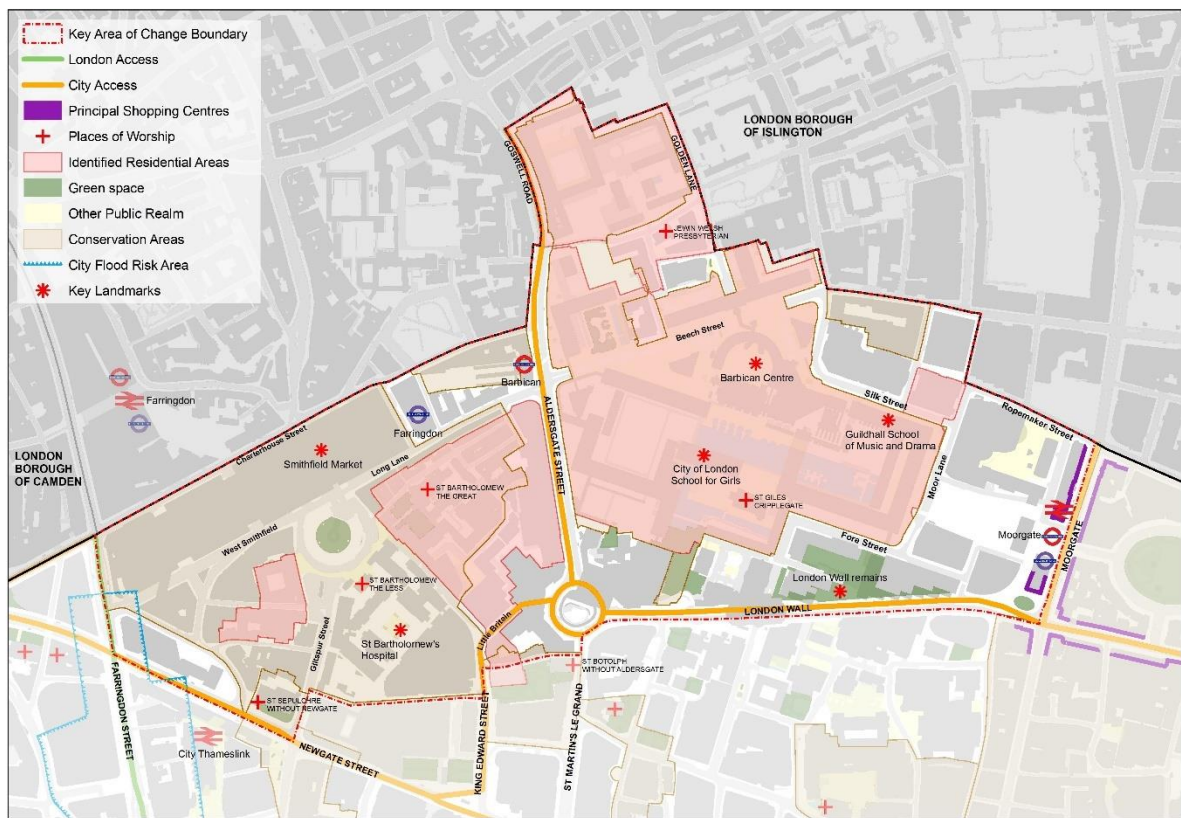 Key Area of Change Boundary
London Access
City Access
Principal Shopping Centres
Places of Worship
Identified Residential Areas
Green space
Other Public Realm
Conservation Areas
City Flood Risk Area
Key Landmarks
LONDON BOROUGH
OF ISLINGTON
GOSWELL ROAD
GOLDEN LANE
JEWIN WELSH
PRESBYTERIAN
Beech Street
Barbican
Barbican Centre
Farringdon
Farringdon
Silk Street
Ropemaker Street
Charterhouse Street
Smithfield Market
Long Lane
ALDERSGATE STREET
Guildhall School
of Music and Drama
LONDON
BOROUGH
OF CAMDEN
City of London
School for Girls
Moor Lane
ST BARTHOLOMEW
THE GREAT
ST GILES
CRIPPLEGATE
West Smithfield
Fore Street
Moorgate
MOORGATE
ST BARTHOLOMEW
THE LESS
London Wall remains
LONDON WALL
Little Britain
Giltspur Street
St Bartholomew's
Hospital
ST BOTOLPH
WITHOUT ALDERSGATE
FARRINGDON STREET
ST SEPULCHRE
WITHOUT NEWGATE
KING EDWARD STREET
ST MARTIN'S LE GRAND
City Thameslink
NEWGATE STREET